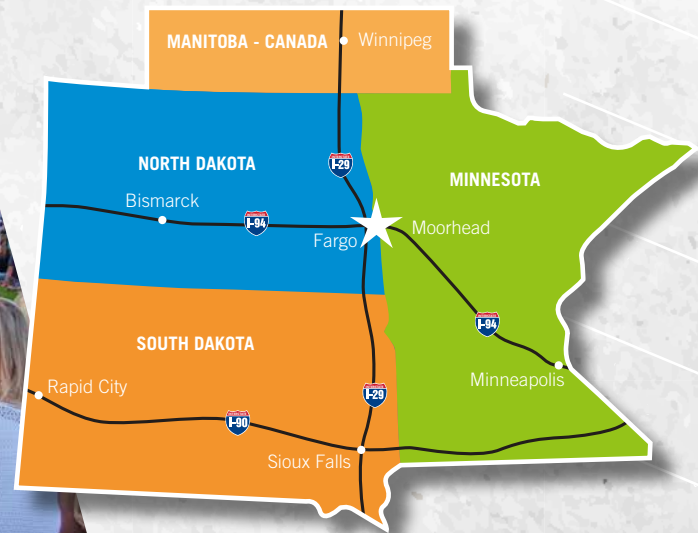 MANITOBA - CANADA
Winnipeg
I-29
NORTH DAKOTA
MINNESOTA
Bismarck
I-94
Fargo
Moorhead
I-94
SOUTH DAKOTA
Minneapolis
Rapid City
I-29
I-90
Sioux Falls